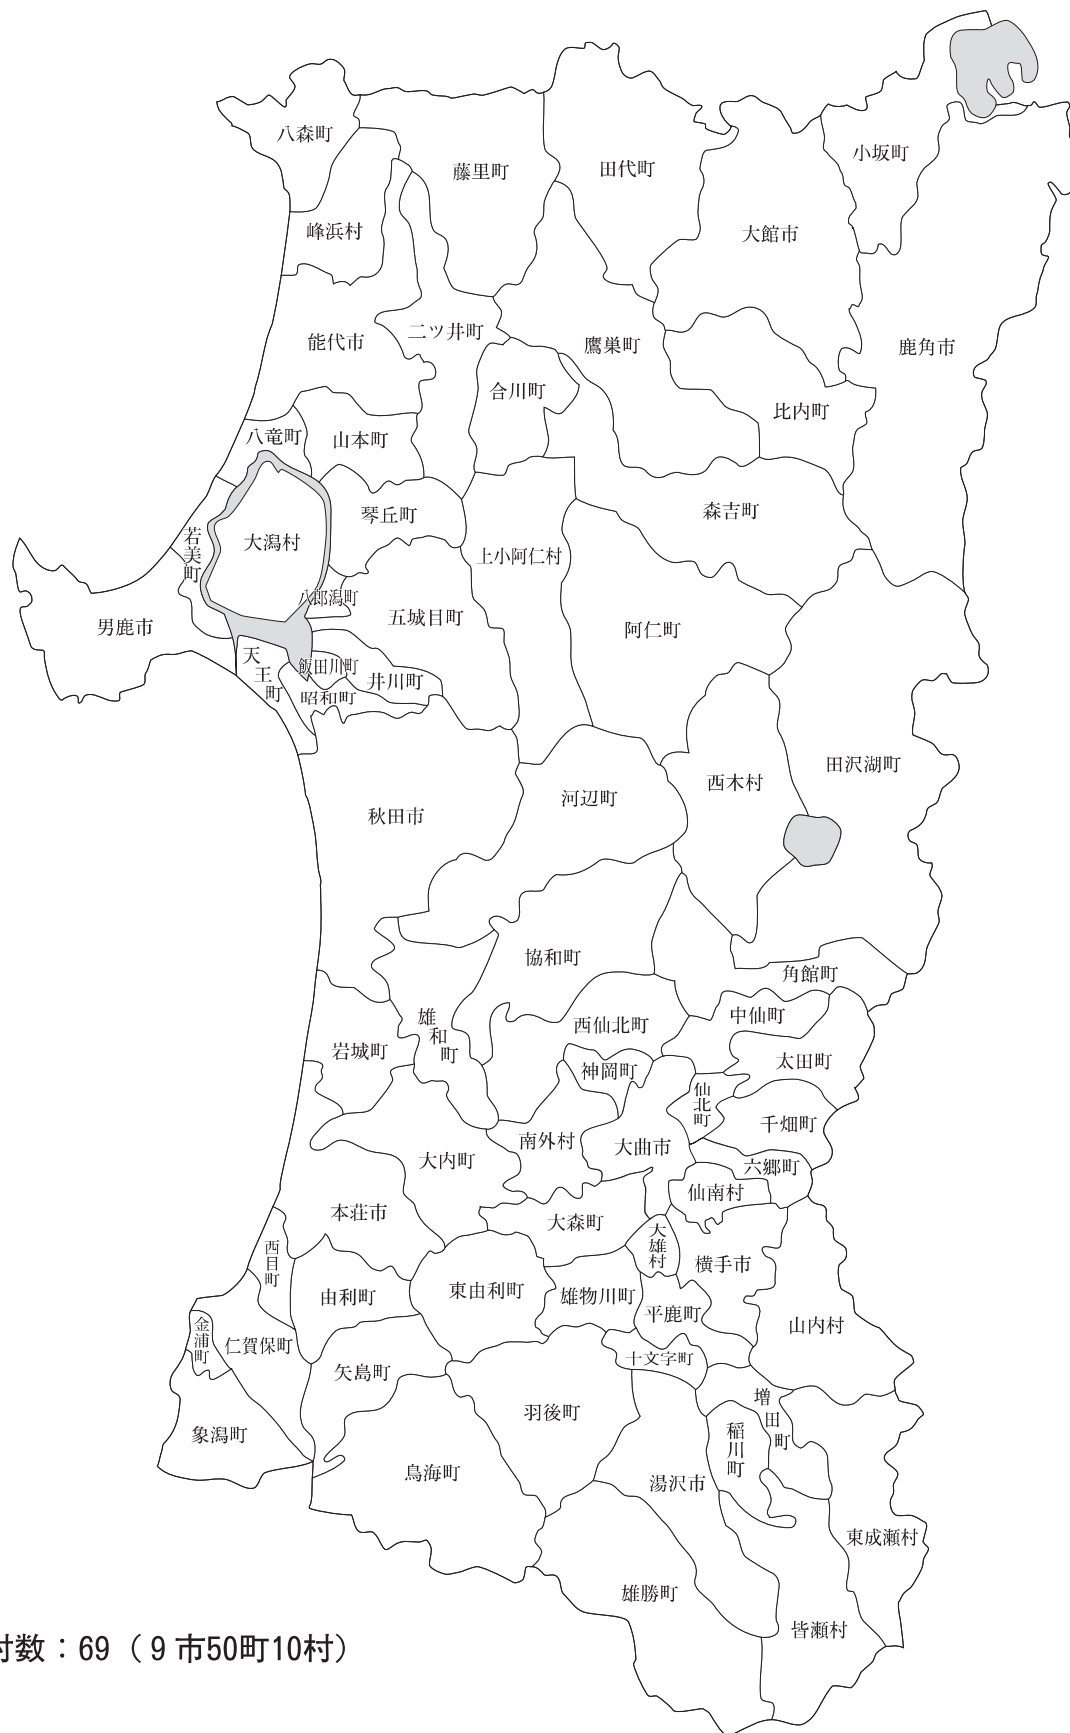 八森町
藤里町
田代町
小坂町
峰浜村
大館市
能代市
二ツ井町
鷹巣町
鹿角市
合川町
比内町
八竜町
山本町
琴丘町
森吉町
若美町
大潟村
上小阿仁村
八郎潟町
五城目町
男鹿市
阿仁町
天王町
飯田川町
井川町
昭和町
田沢湖町
西木村
河辺町
秋田市
協和町
角館町
雄和町
西仙北町
中仙町
岩城町
神岡町
太田町
仙北町
千畑町
南外村
大曲市
大内町
六郷町
仙南村
本荘市
大森町
大雄村
西目町
横手市
由利町
東由利町
雄物川町
平鹿町
金浦町
仁賀保町
山内村
矢島町
十文字町
象潟町
羽後町
増田町
稲川町
鳥海町
湯沢市
東成瀬村
雄勝町
皆瀬村
村数：69（９市50町10村）